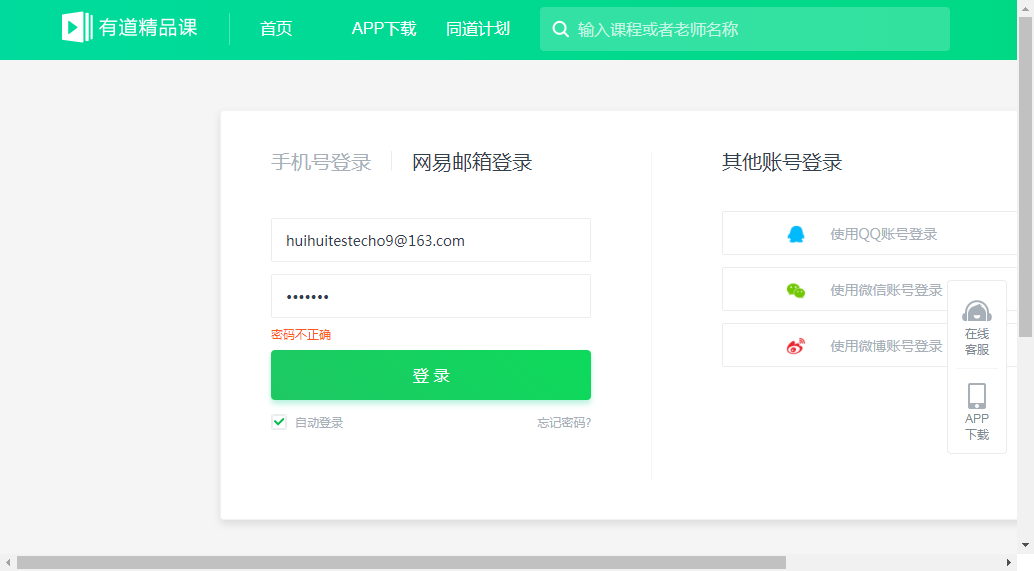 有道精品课
首页
APP下载
同道计划
输入课程或者老师名称
手机号登录
网易邮箱登录
huihuitestecho9@163.com
•••••••
密码不正确
登 录
自动登录
忘记密码?
其他账号登录
使用QQ账号登录
使用微信账号登录
使用微博账号登录
在线
客服
APP
下载